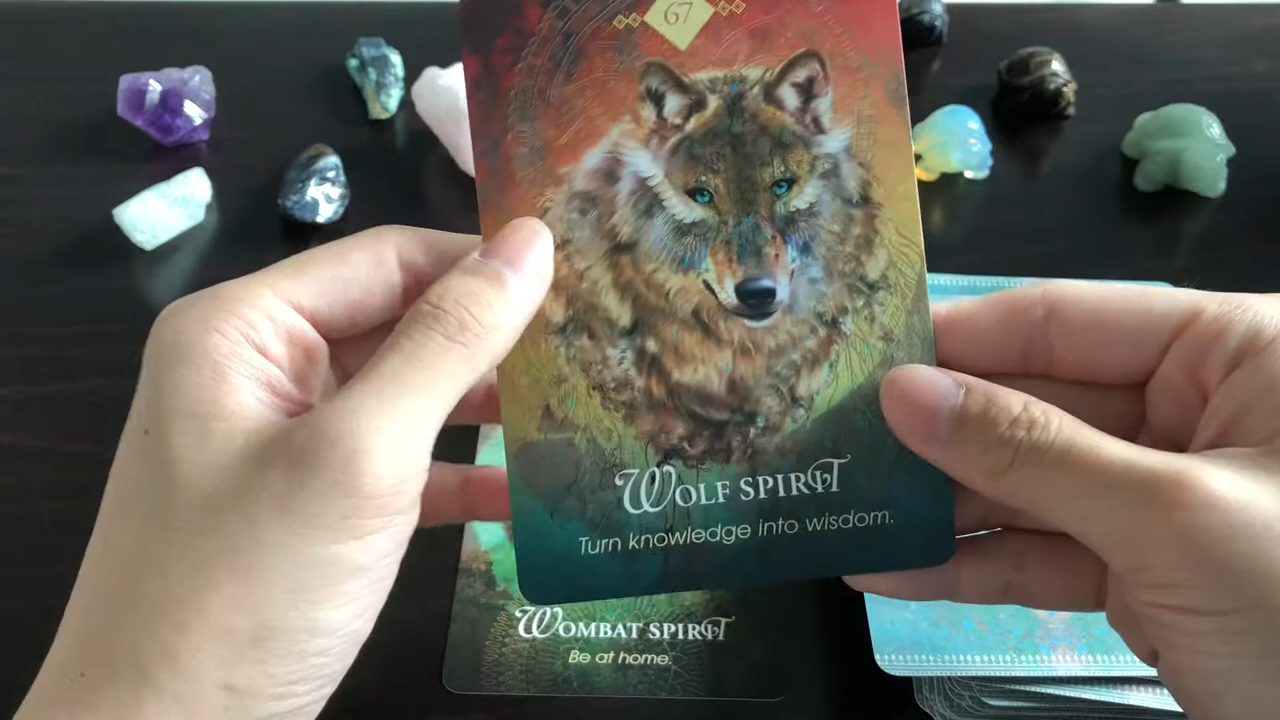 67
WOLF SPIRIT
Turn knowledge into wisdom.
WOMBAT SPIRIT
Be at home.